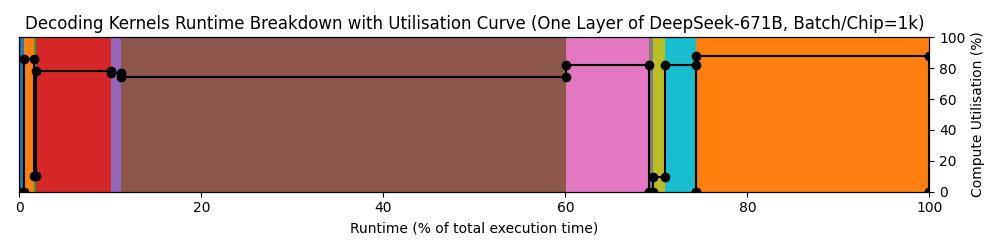 Decoding Kernels Runtime Breakdown with Utilisation Curve (One Layer of DeepSeek-671B, Batch/Chip=1k)
100
80
60
40
20
0
Compute Utilisation (%)
0 20 40 60 80 100
Runtime (% of total execution time)